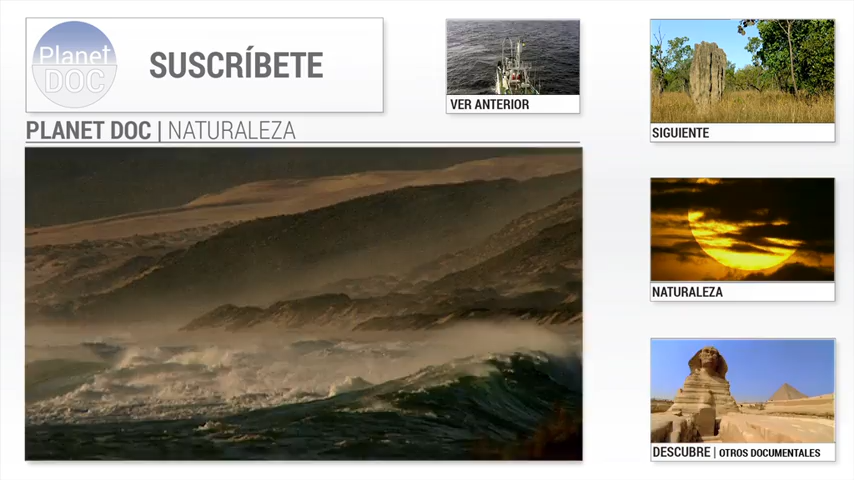 Planet
DOC
SUSCRÍBETE
VER ANTERIOR
SIGUIENTE
PLANET DOC | NATURALEZA
NATURALEZA
DESCUBRE | OTROS DOCUMENTALES